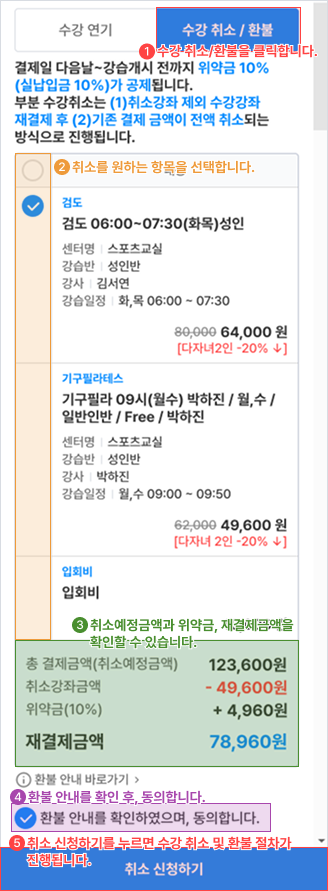 수강 연기
수강 취소 / 환불
1 수강 취소/환불을 클릭합니다.
결제일 다음날~강습개시 전까지 위약금 10%
(실납입금 10%)가 공제됩니다.
부분 수강취소는 (1)취소강좌 제외 수강강좌
재결제 후 (2)기존 결제 금액이 전액 취소되는
방식으로 진행됩니다.
2 취소를 원하는 항목을 선택합니다.
검도
검도 06:00~07:30(화목)성인
센터명 | 스포츠교실
강습반 | 성인반
강사 | 김서연
강습일정 | 화,목 06:00 ~ 07:30
80,000 64,000 원
[다자녀2인 -20% ↓]
기구필라테스
기구필라 09시(월수) 박하진 / 월,수 /
일반인반 / Free / 박하진
센터명 | 스포츠교실
강습반 | 성인반
강사 | 박하진
강습일정 | 월,수 09:00 ~ 09:50
62,000 49,600 원
[다자녀 2인 -20% ↓]
입회비
입회비
3 취소예정금액과 위약금, 재결제금액을
확인할 수 있습니다.
총 결제금액(취소예정금액) 123,600원
취소강좌금액 - 49,600원
위약금(10%) + 4,960원
재결제금액 78,960원
환불 안내 바로가기 >
4 환불 안내를 확인 후, 동의합니다.
환불 안내를 확인하였으며, 동의합니다.
5 취소 신청하기를 누르면 수강 취소 및 환불 절차가
진행됩니다.
취소 신청하기